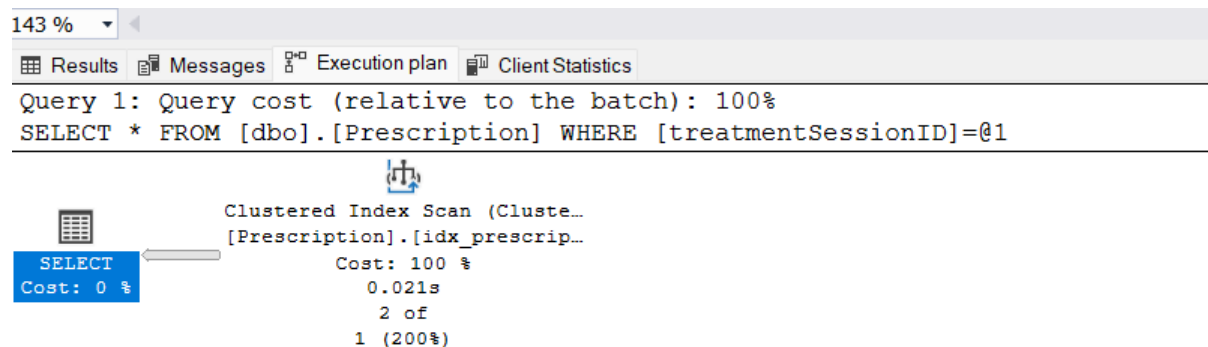 143 %
Results Messages Execution plan Client Statistics
Query 1: Query cost (relative to the batch): 100%
SELECT * FROM [dbo].[Prescription] WHERE [treatmentSessionID]=@1
Clustered Index Scan (Cluste…
[Prescription].[idx_prescrip…
SELECT
Cost: 0 %
Cost: 100 %
0.021s
2 of
1 (200%)